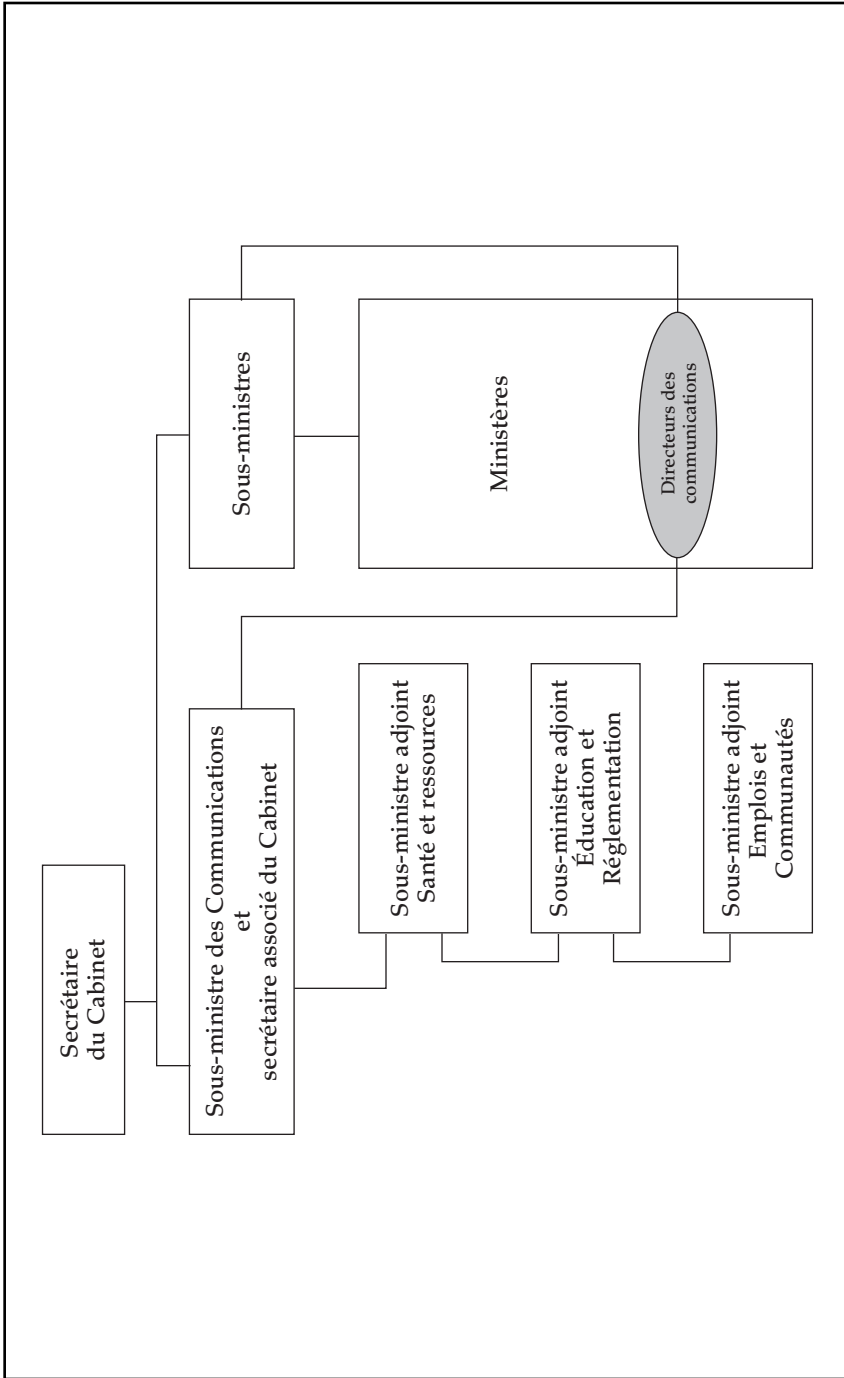 Secrétaire
du Cabinet
Sous-ministre des Communications
et
secrétaire associé du Cabinet
Sous-ministres
Sous-ministre adjoint
Santé et ressources
Sous-ministre adjoint
Éducation et
Réglementation
Sous-ministre adjoint
Emplois et
Communautés
Ministères
Directeurs des
communications